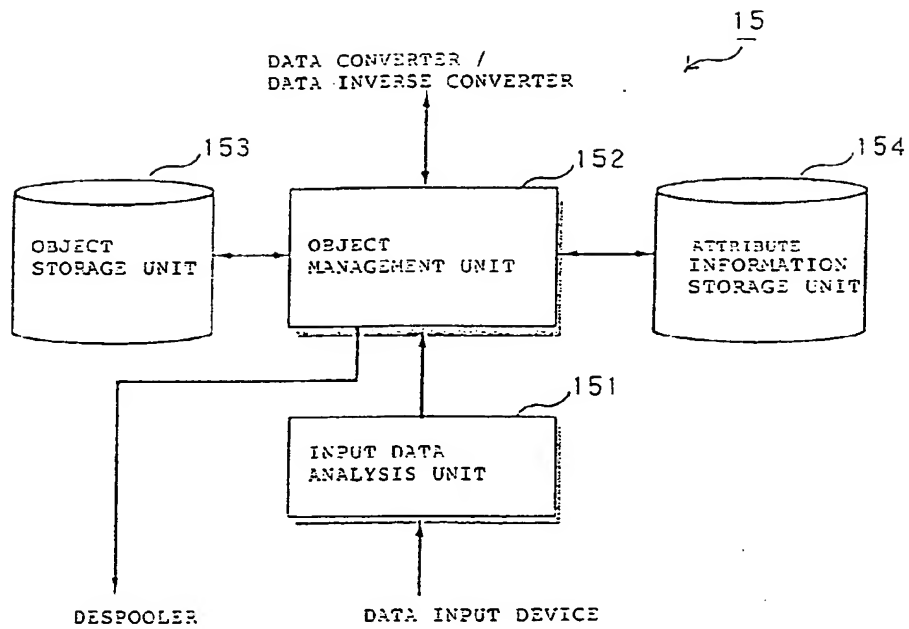 15
DATA CONVERTER /
DATA INVERSE CONVERTER
153
152
154
OBJECT
STORAGE UNIT
OBJECT
MANAGEMENT UNIT
ATTRIBUTE
INFORMATION
STORAGE UNIT
151
INPUT DATA
ANALYSIS UNIT
DESPOOLER
DATA INPUT DEVICE